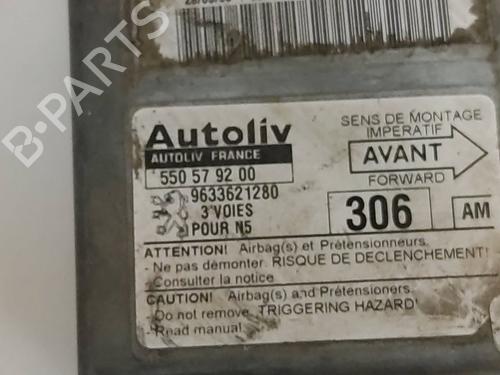 B-PARTS
Autoliv
AUTOLIV FRANCE
550 57 92 00
9633621280
3 VOIES
POUR N5
SENS DE MONTAGE
IMPERATIF
AVANT
FORWARD
306
AM
ATTENTION! Airbag(s) et Prétensionneurs.
- Ne pas démonter. RISQUE DE DECLENCHEMENT!
- Consulter la notice
CAUTION! Airbag(s) and Pretensioners.
- Do not remove. TRIGGERING HAZARD!
- Read manual.